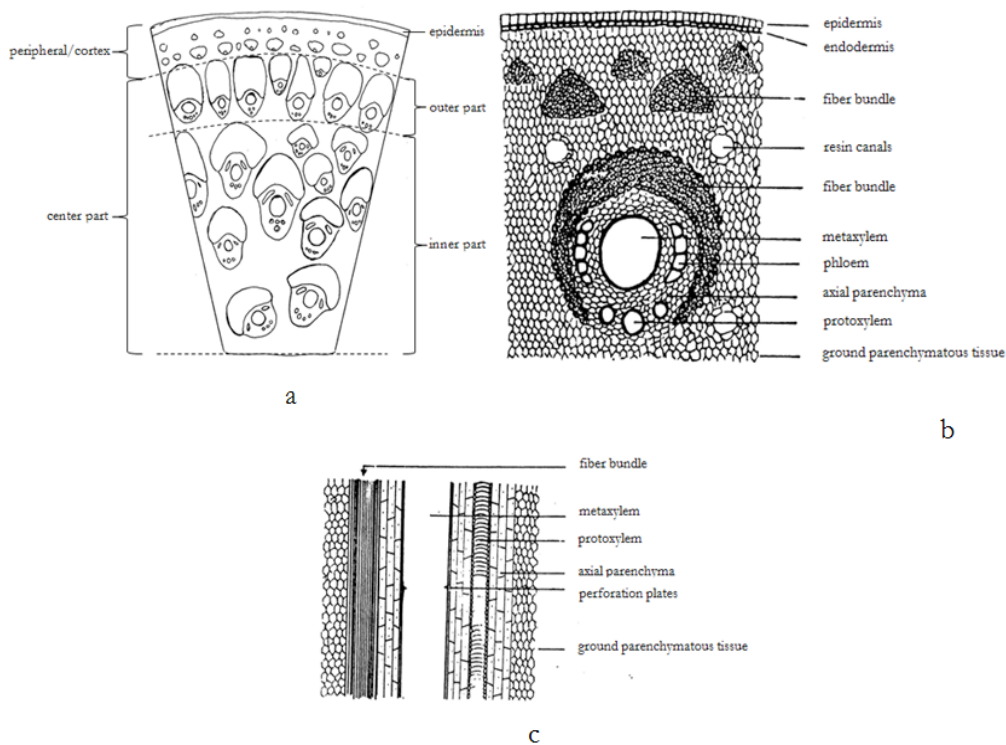 peripheral/cortex
center part
epidermis
outer part
inner part
a
epidermis
endodermis
fiber bundle
resin canals
fiber bundle
metaxylem
phloem
axial parenchyma
protoxylem
ground parenchymatous tissue
b
fiber bundle
metaxylem
protoxylem
axial parenchyma
perforation plates
ground parenchymatous tissue
c